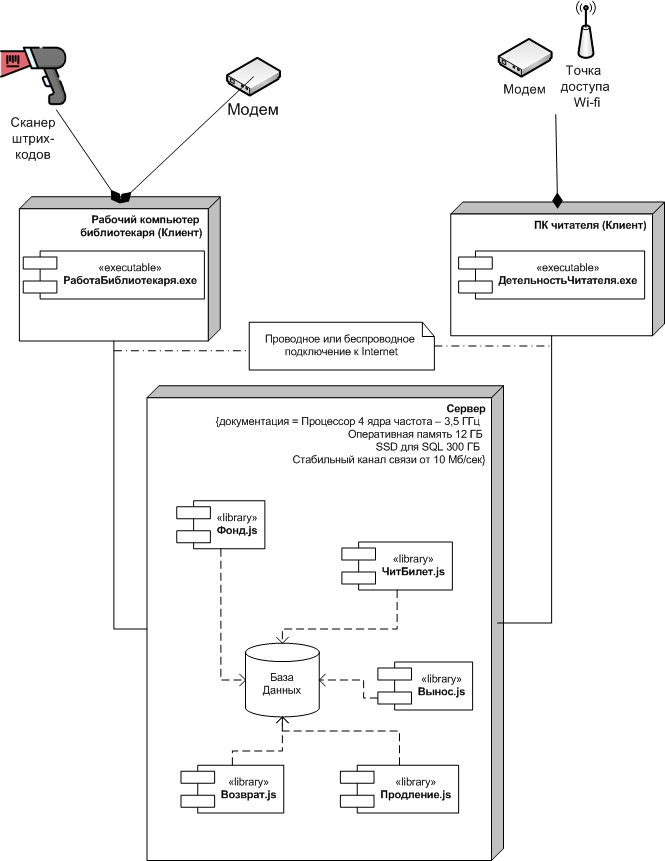 Сканер
штрих-
кодов
Модем
Модем
Точка
доступа
Wi-fi
Рабочий компьютер
библиотекаря (Клиент)
«executable»
РаботаБиблиотекаря.exe
ПК читателя (Клиент)
«executable»
ДетельностьЧитателя.exe
Проводное или беспроводное
подключение к Internet
Сервер
{документация = Процессор 4 ядра частота – 3,5 ГГц
Оперативная память 12 ГБ
SSD для SQL 300 ГБ
Стабильный канал связи от 10 Мб/сек}
«library»
Фонд.js
«library»
ЧитБилет.js
База
Данных
«library»
Вынос.js
«library»
Возврат.js
«library»
Продление.js